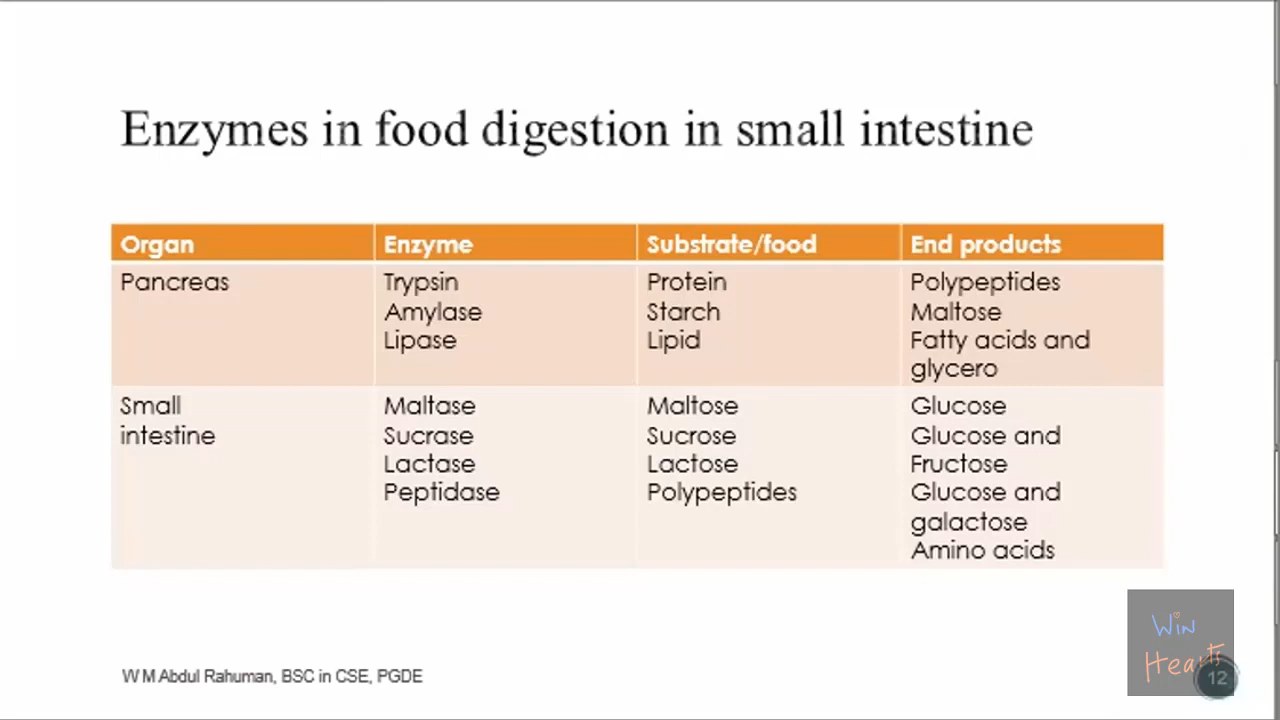 Enzymes in food digestion in small intestine
Organ Enzyme Substrate/food End products
Pancreas Trypsin Protein Polypeptides
Amylase Starch Maltose
Lipase Lipid Fatty acids and
glycero
Small Maltase Maltose Glucose
intestine Sucrase Sucrose Glucose and
Lactase Lactose Fructose
Peptidase Polypeptides Glucose and
galactose
Amino acids
Win
Hearts
W M Abdul Rahuman, BSC in CSE, PGDE
12